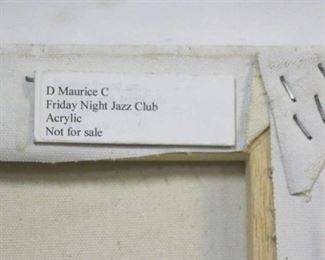 D Maurice C
Friday Night Jazz Club
Acrylic
Not for sale